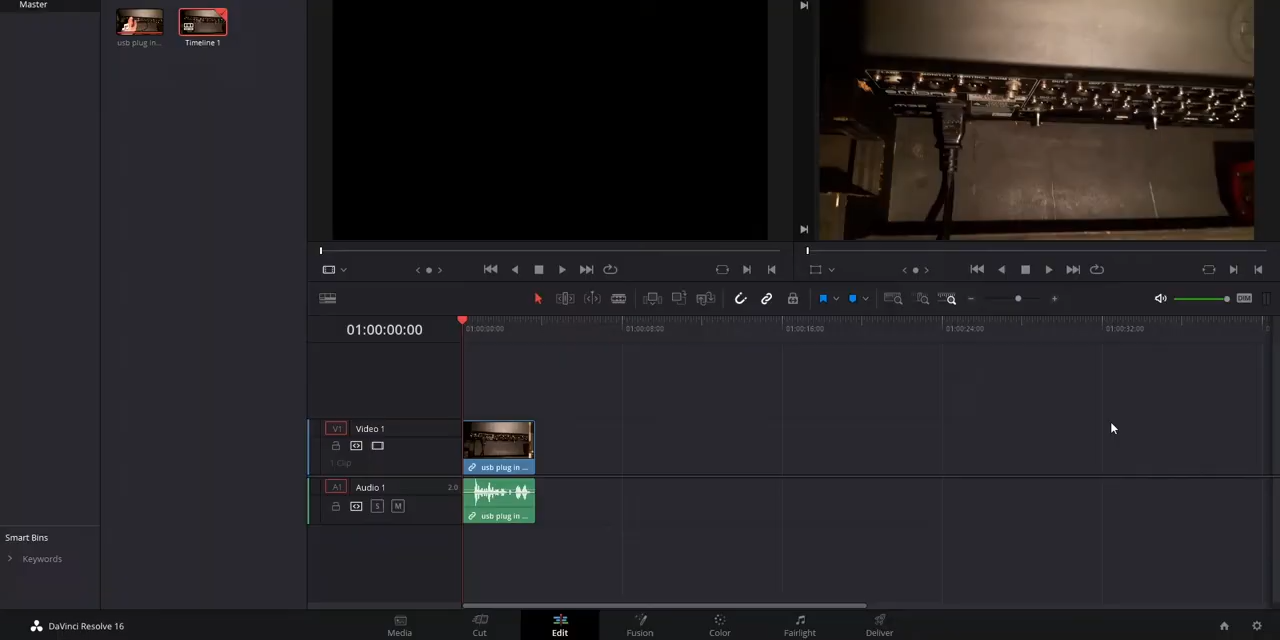 Master
usb plug in...
Timeline 1
01:00:00:00
01:00:00:00
01:00:08:00
01:00:16:00
01:00:24:00
01:00:32:00
DIM
V1
Video 1
1 Clip
usb plug in ...
A1
Audio 1
2.0
S
M
usb plug in ...
Smart Bins
Keywords
DaVinci Resolve 16
Media
Cut
Edit
Fusion
Color
Fairlight
Deliver